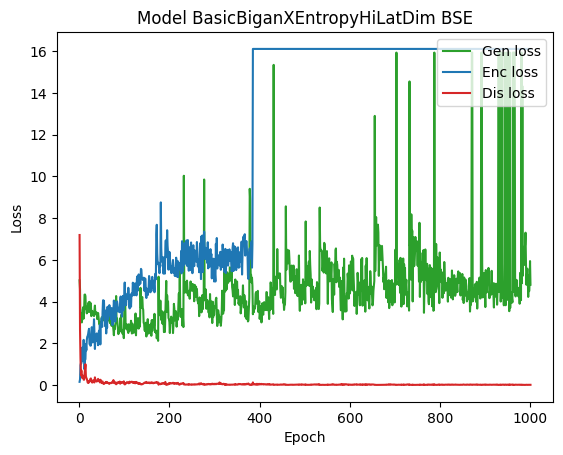 Model BasicBiganXEntropyHiLatDim BSE
Gen loss
Enc loss
Dis loss
Loss
16
14
12
10
8
6
4
2
0
0 200 400 600 800 1000
Epoch